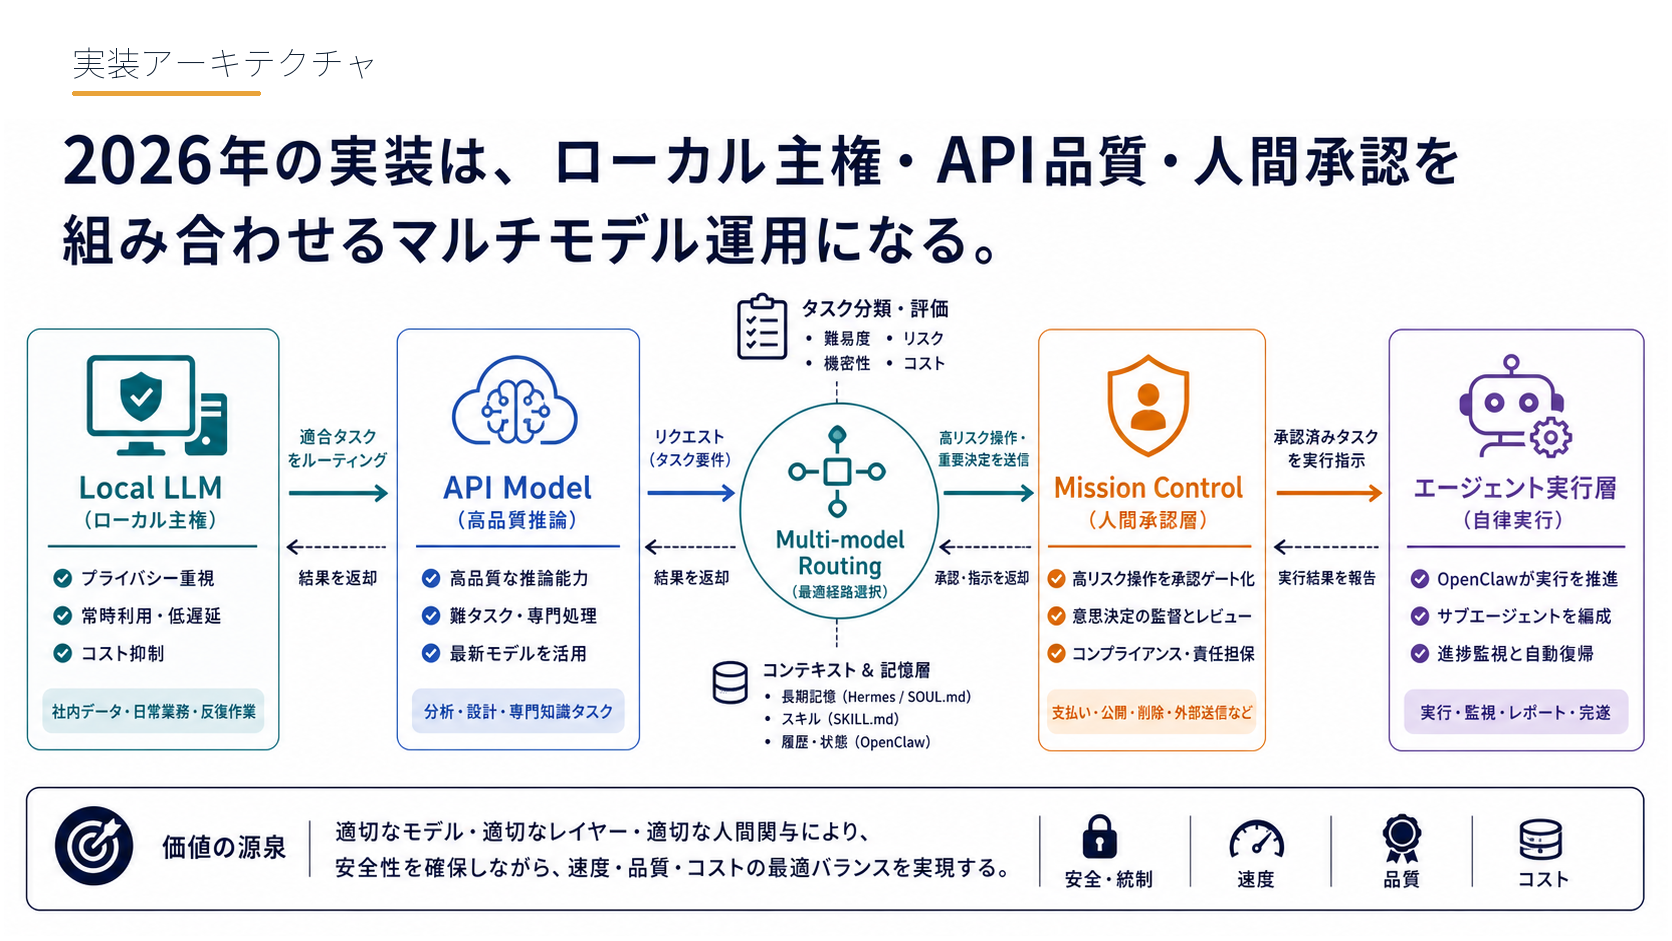 実装アーキテクチャ
2026年の実装は、ローカル主権・API品質・人間承認を
組み合わせるマルチモデル運用になる。
Local LLM
（ローカル主権）
プライバシー重視
常時利用・低遅延
コスト抑制
社内データ・日常業務・反復作業
適合タスク
をルーティング
結果を返却
API Model
（高品質推論）
高品質な推論能力
難タスク・専門処理
最新モデルを活用
分析・設計・専門知識タスク
リクエスト
（タスク要件）
結果を返却
タスク分類・評価
• 難易度 • リスク
• 機密性 • コスト
Multi-model
Routing
（最適経路選択）
コンテキスト & 記憶層
• 長期記憶（Hermes / SOUL.md）
• スキル（SKILL.md）
• 履歴・状態（OpenClaw）
高リスク操作・
重要決定を送信
承認・指示を返却
Mission Control
（人間承認層）
高リスク操作を承認ゲート化
意思決定の監督とレビュー
コンプライアンス・責任担保
支払い・公開・削除・外部送信など
承認済みタスク
を実行指示
実行結果を報告
エージェント実行層
（自律実行）
OpenClawが実行を推進
サブエージェントを編成
進捗監視と自動復帰
実行・監視・レポート・完遂
価値の源泉
適切なモデル・適切なレイヤー・適切な人間関与により、
安全性を確保しながら、速度・品質・コストの最適バランスを実現する。
安全・統制
速度
品質
コスト